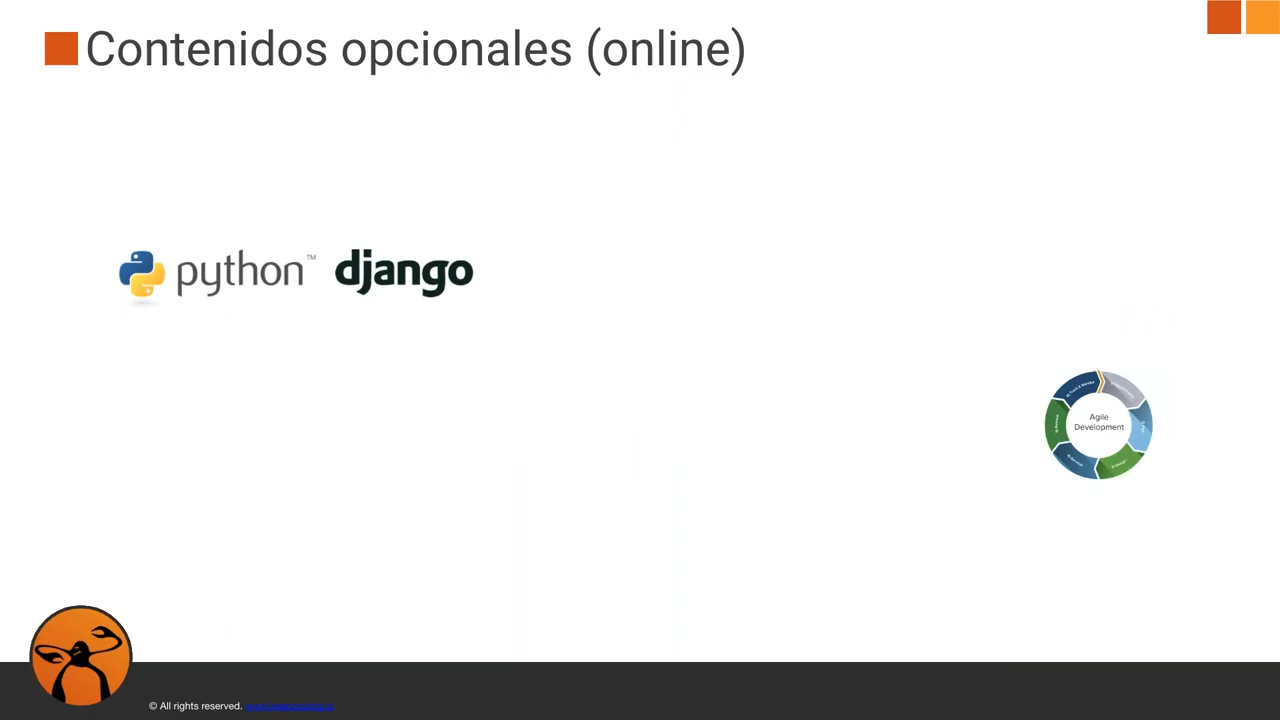 Contenidos opcionales (online)
python™ django
Agile
Development
© All rights reserved.